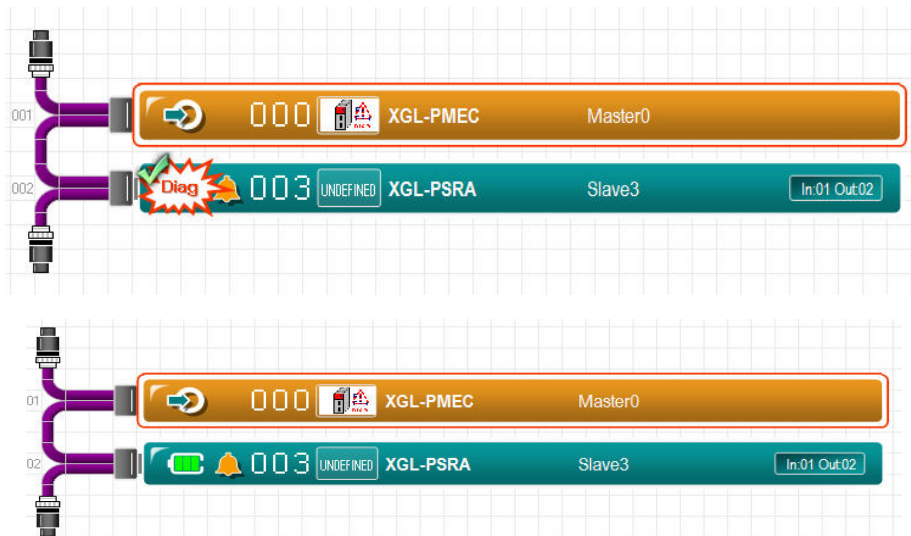 001 000 XGL-PMEC Master0
002 Diag 003 UNDEFINED XGL-PSRA Slave3 In:01 Out:02
01 000 XGL-PMEC Master0
02 003 UNDEFINED XGL-PSRA Slave3 In:01 Out:02